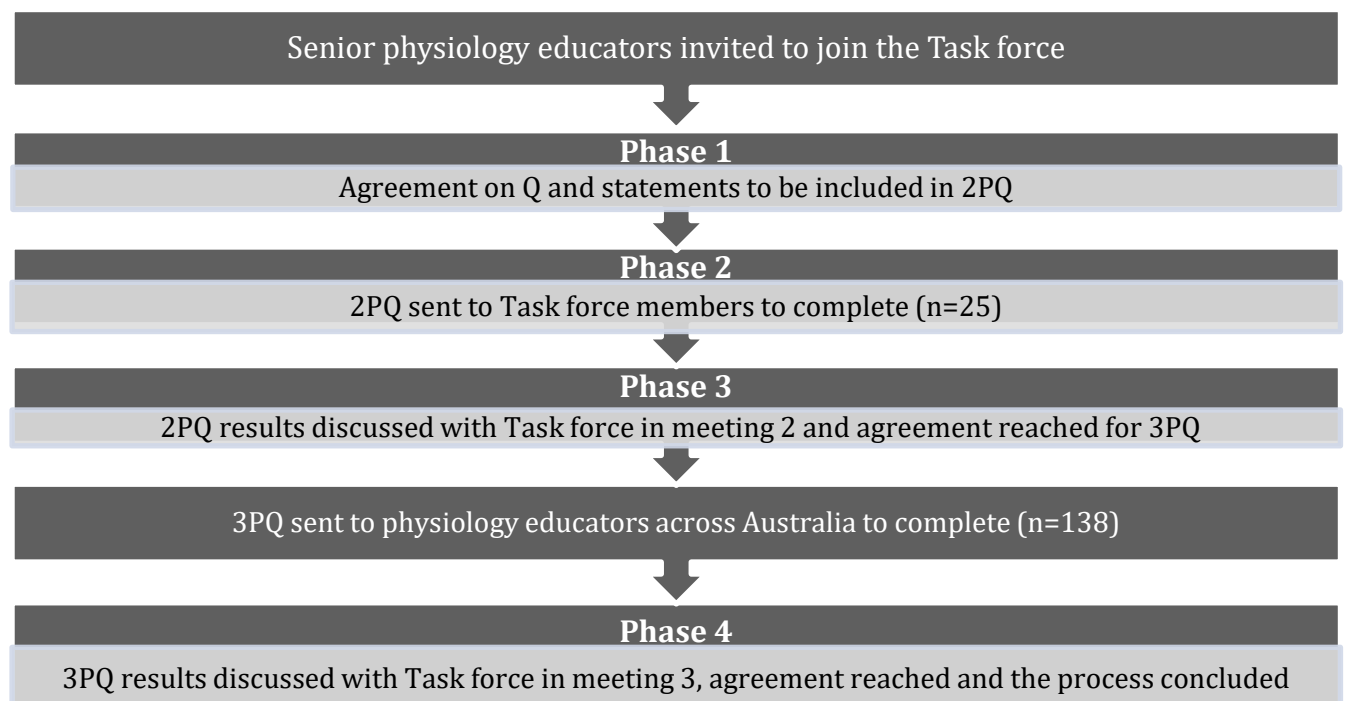 Senior physiology educators invited to join the Task force
Phase 1
Agreement on Q and statements to be included in 2PQ
Phase 2
2PQ sent to Task force members to complete (n=25)
Phase 3
2PQ results discussed with Task force in meeting 2 and agreement reached for 3PQ
3PQ sent to physiology educators across Australia to complete (n=138)
Phase 4
3PQ results discussed with Task force in meeting 3, agreement reached and the process concluded